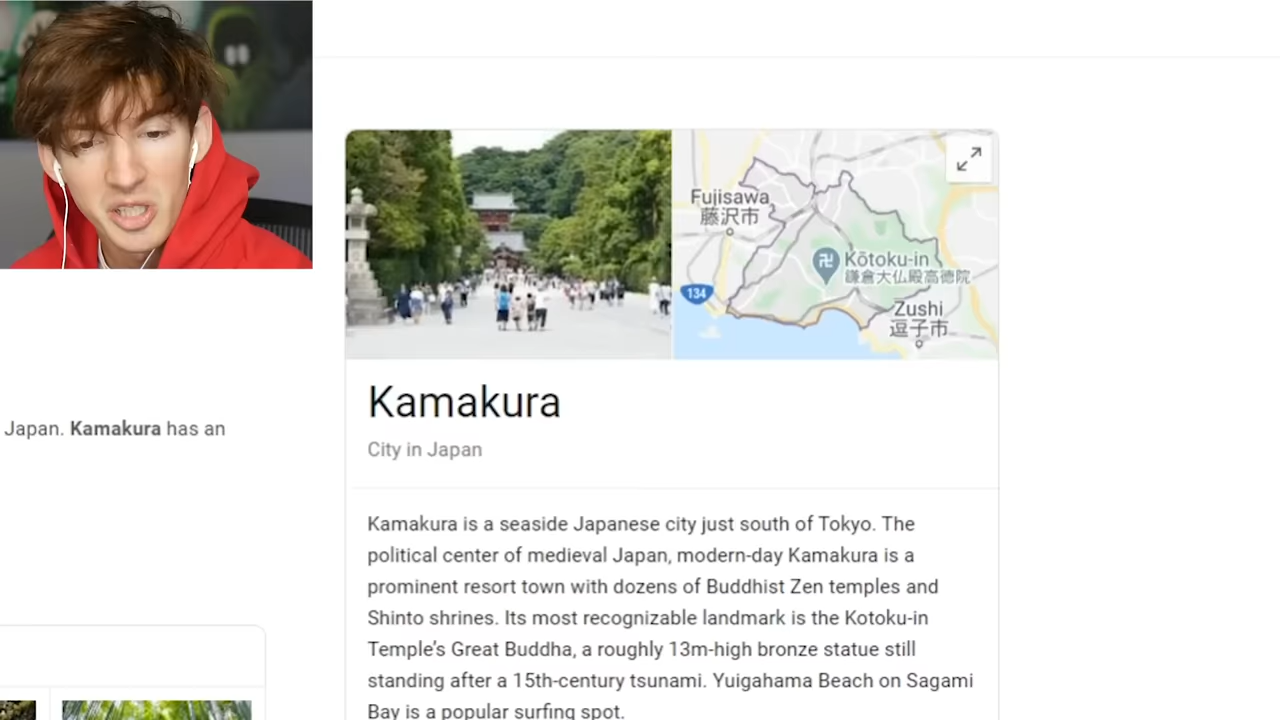 Fujisawa
藤沢市
Kōtoku-in
鎌倉大仏殿高徳院
134
Zushi
逗子市
Kamakura
City in Japan
Japan. Kamakura has an
Kamakura is a seaside Japanese city just south of Tokyo. The
political center of medieval Japan, modern-day Kamakura is a
prominent resort town with dozens of Buddhist Zen temples and
Shinto shrines. Its most recognizable landmark is the Kotoku-in
Temple's Great Buddha, a roughly 13m-high bronze statue still
standing after a 15th-century tsunami. Yuigahama Beach on Sagami
Bay is a popular surfing spot.